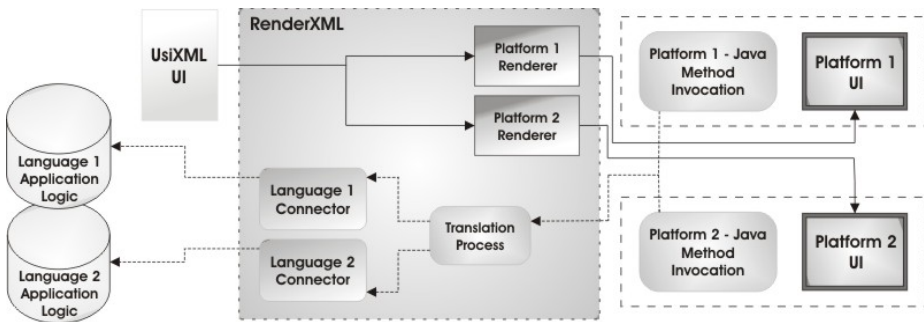 RenderXML
UsiXML
UI
Platform 1
Renderer
Platform 2
Renderer
Platform 1 - Java
Method
Invocation
Platform 1
UI
Language 1
Application
Logic
Language 1
Connector
Translation
Process
Language 2
Connector
Language 2
Application
Logic
Platform 2 - Java
Method
Invocation
Platform 2
UI